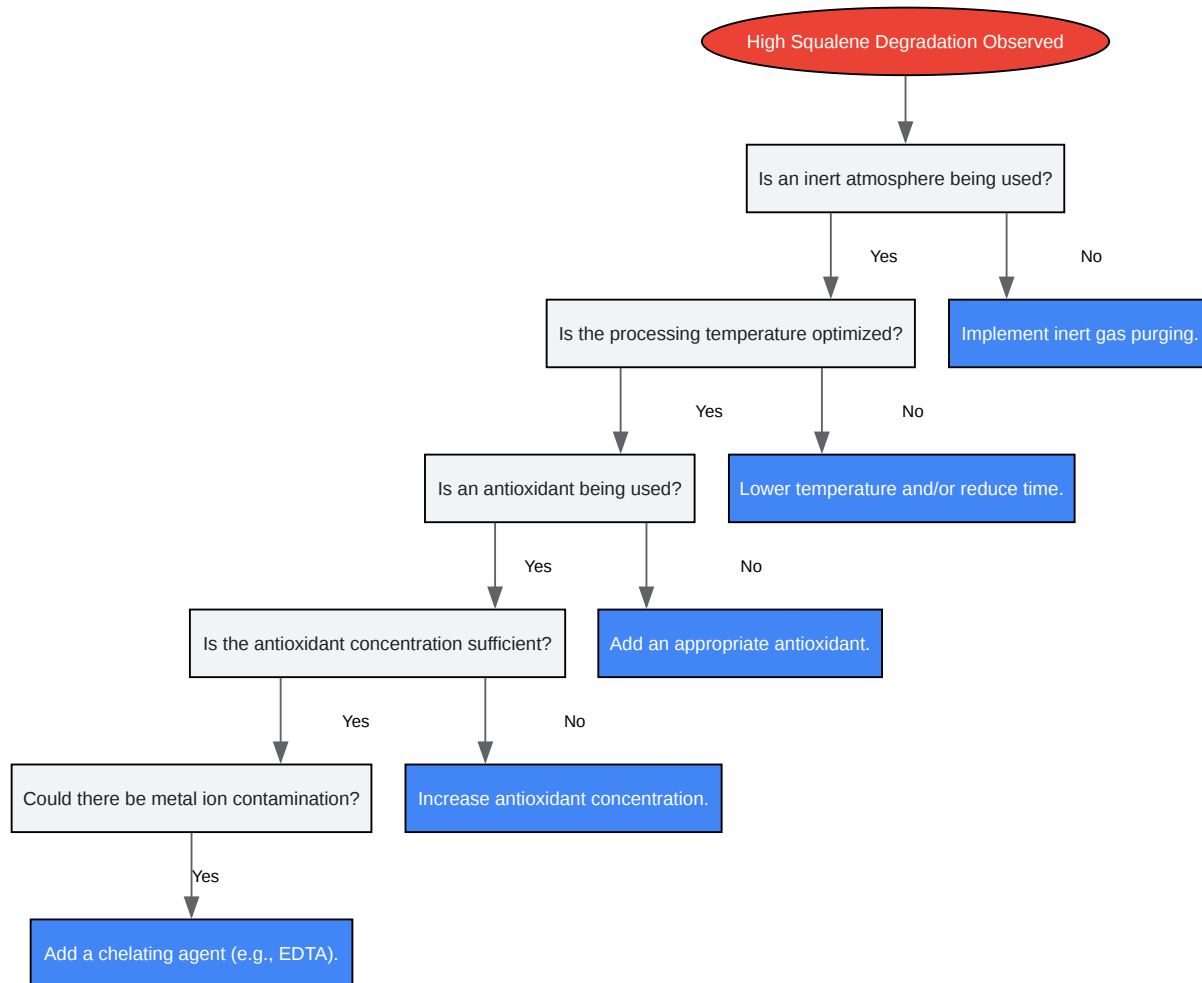 High Squalene Degradation Observed
Is an inert atmosphere being used?
Yes
No
Is the processing temperature optimized?
Implement inert gas purging.
Yes
No
Is an antioxidant being used?
Lower temperature and/or reduce time.
Yes
No
Is the antioxidant concentration sufficient?
Add an appropriate antioxidant.
Yes
No
Could there be metal ion contamination?
Increase antioxidant concentration.
Yes
Add a chelating agent (e.g., EDTA).